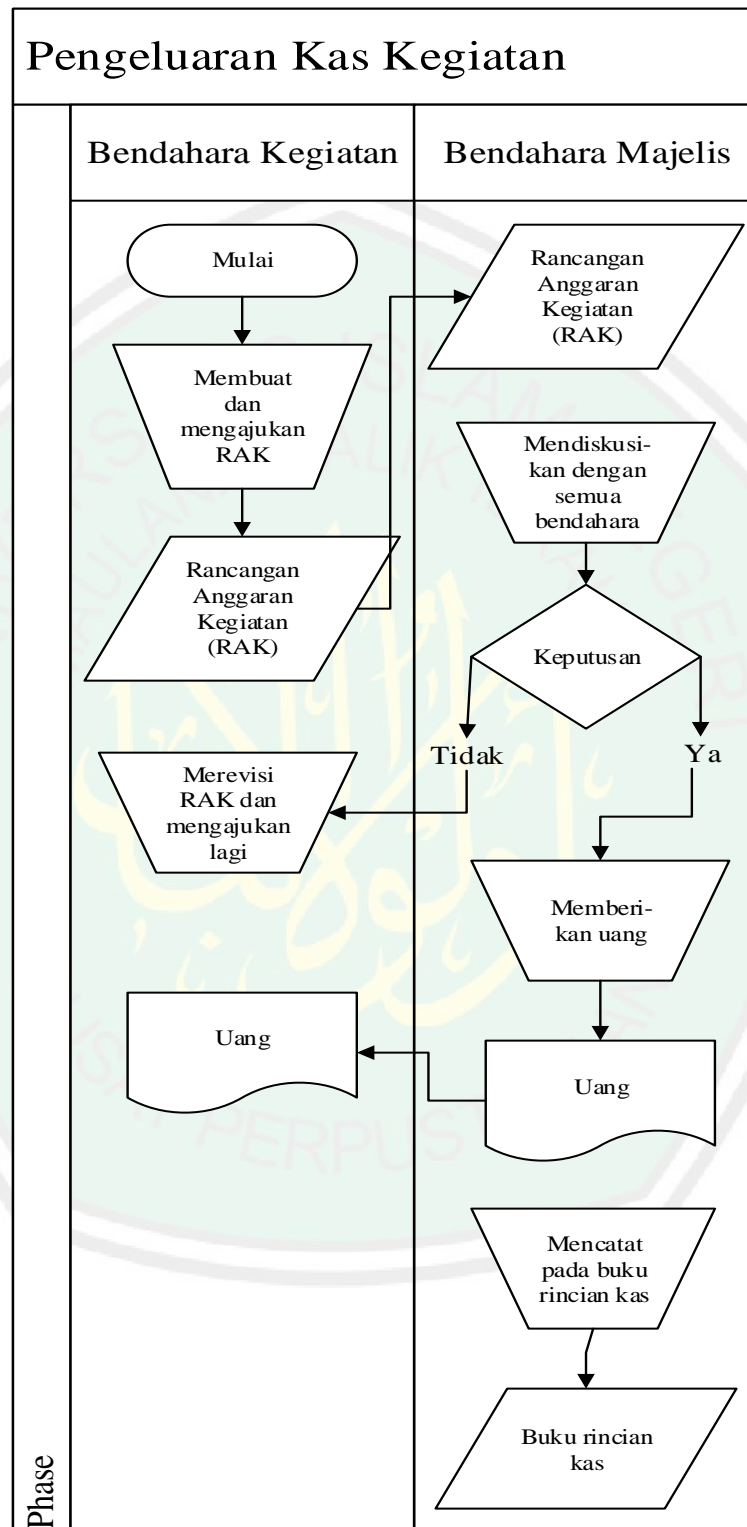 Pengeluaran Kas Kegiatan
Bendahara Kegiatan
Bendahara Majelis
Mulai
Membuat
dan
mengajukan
RAK
Rancangan
Anggaran
Kegiatan
(RAK)
Rancangan
Anggaran
Kegiatan
(RAK)
Mendiskusi-
kan dengan
semua
bendahara
Keputusan
Tidak
Ya
Merevisi
RAK dan
mengajukan
lagi
Memberi-
kan uang
Uang
Uang
Mencatat
pada buku
rincian kas
Buku rincian
kas
Phase